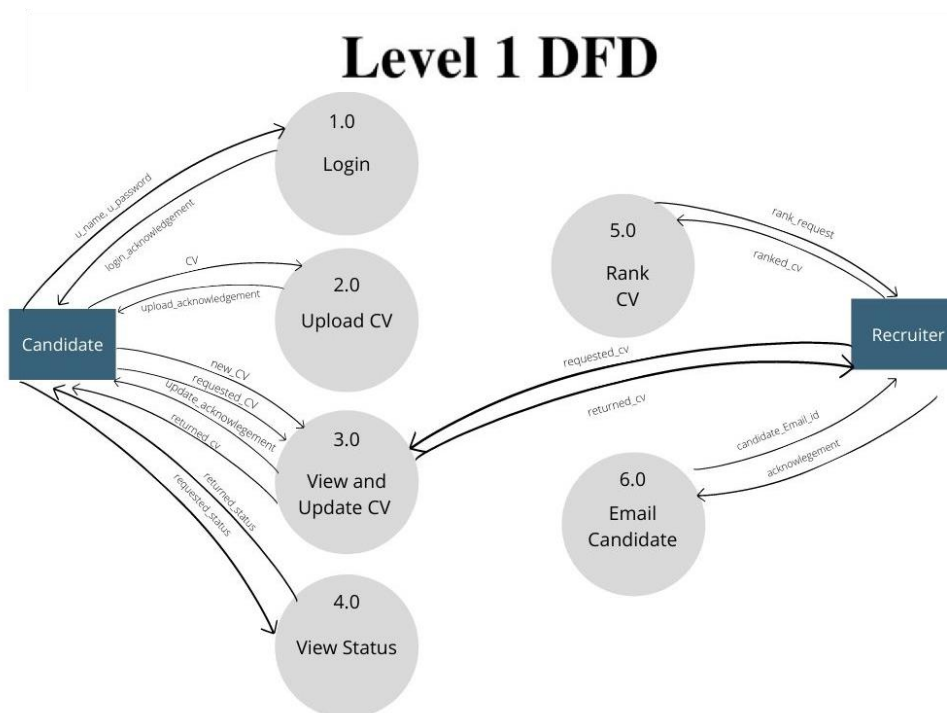 Level 1 DFD
1.0
Login
u_name, u_password
login_acknowledgement
CV
upload_acknowledgement
2.0
Upload CV
Candidate
new_CV
requested_CV
update_acknowlegement
returned_cv
3.0
View and
Update CV
returned_status
requested_status
4.0
View Status
5.0
Rank
CV
rank_request
ranked_cv
Recruiter
requested_cv
returned_cv
candidate_Email_id
acknowlegement
6.0
Email
Candidate